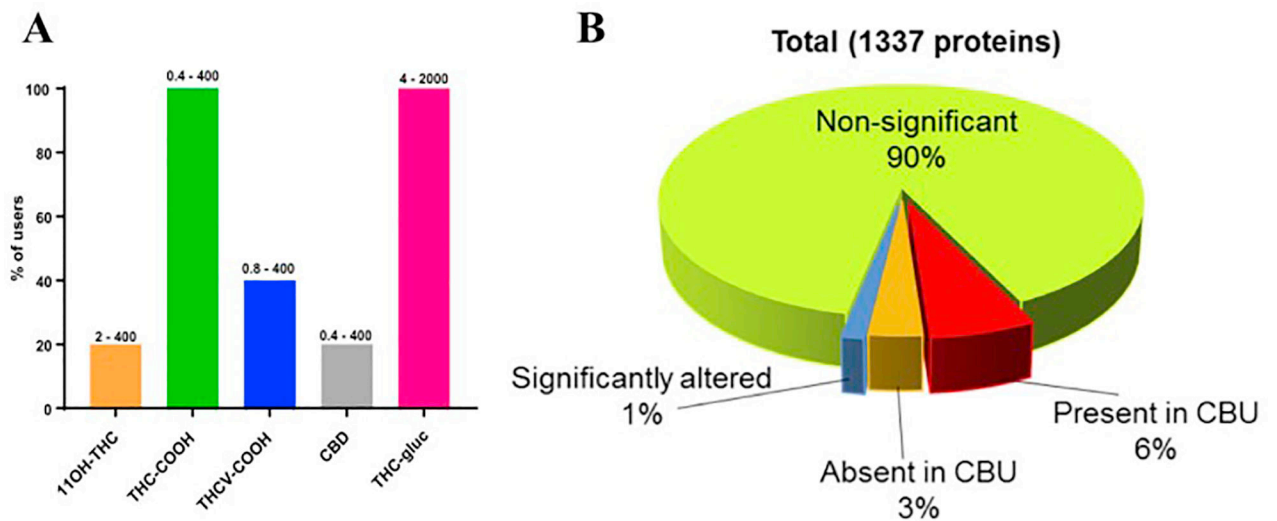 A
0.4 - 400
4 - 2000
100
80
60
0.8 - 400
40
2 - 400
0.4 - 400
20
0
% of users
11OH-THC
THC-COOH
THCV-COOH
CBD
THC-gluc
B
Total (1337 proteins)
Non-significant
90%
Significantly altered
1%
Absent in CBU
3%
Present in CBU
6%